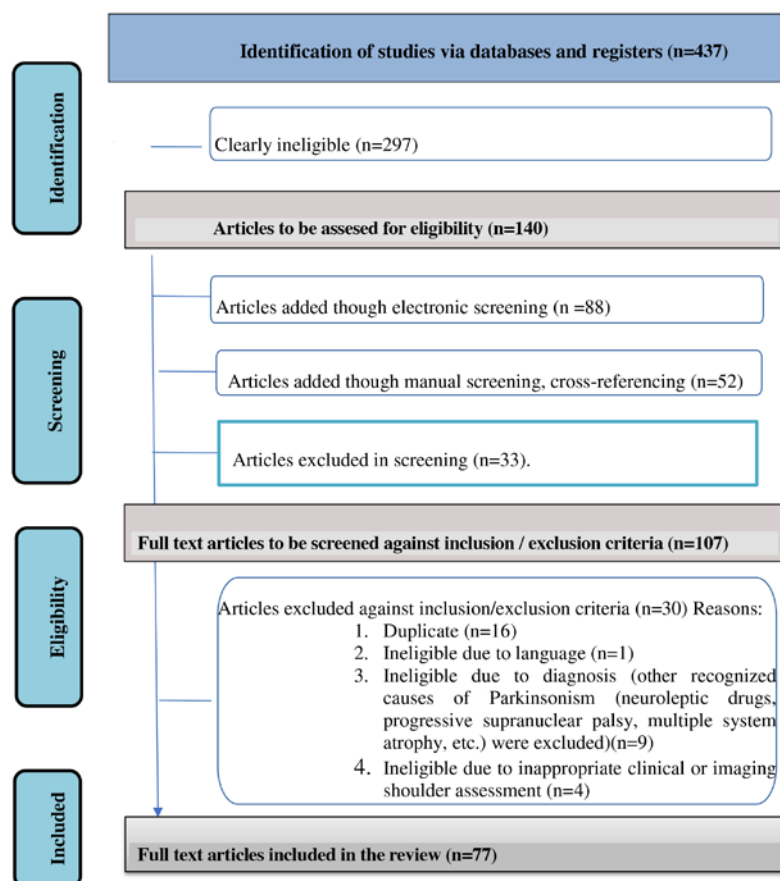 Identification of studies via databases and registers (n=437)
Identification
Clearly ineligible (n=297)
Articles to be assesed for eligibility (n=140)
Screening
Articles added though electronic screening (n =88)
Articles added though manual screening, cross-referencing (n=52)
Articles excluded in screening (n=33).
Full text articles to be screened against inclusion / exclusion criteria (n=107)
Eligibility
Articles excluded against inclusion/exclusion criteria (n=30) Reasons:
1. Duplicate (n=16)
2. Ineligible due to language (n=1)
3. Ineligible due to diagnosis (other recognized
causes of Parkinsonism (neuroleptic drugs,
progressive supranuclear palsy, multiple system
atrophy, etc.) were excluded)(n=9)
4. Ineligible due to inappropriate clinical or imaging
shoulder assessment (n=4)
Included
Full text articles included in the review (n=77)